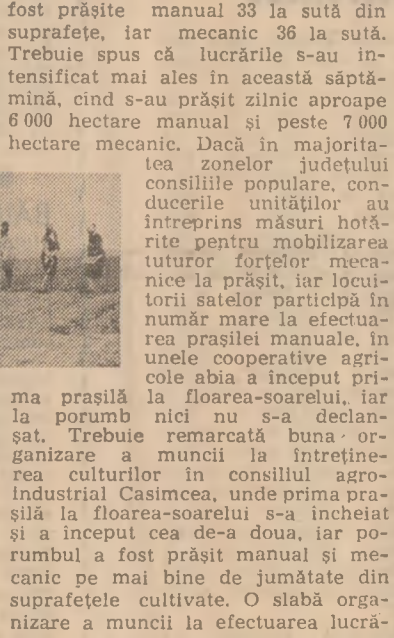 fost prășite manual 33 la sută din
suprafețe, iar mecanic 36 la sută.
Trebuie spus că lucrările s-au in-
tensificat mai ales în această săptă-
mînă, cînd s-au prășit zilnic aproape
6 000 hectare manual și peste 7 000
hectare mecanic. Dacă în majorita-
tea zonelor județului
consiliile populare, con-
ducerile unităților au
întreprins măsuri hotă-
rîte pentru mobilizarea
tuturor forțelor meca-
nice la prășit, iar locui-
torii satelor participă în
număr mare la efectua-
rea prașilei manuale, în
unele cooperative agri-
cole abia a început pri-
ma prașilă la floarea-soarelui, iar
la porumb nici nu s-a declan-
șat. Trebuie remarcată buna or-
ganizare a muncii la întreține-
rea culturilor în consiliul agro-
industrial Casimcea, unde prima pra-
șilă la floarea-soarelui s-a încheiat
și a început cea de-a doua, iar po-
rumbul a fost prășit manual și me-
canic pe mai bine de jumătate din
suprafețele cultivate. O slabă orga-
nizare a muncii la efectuarea lucră-